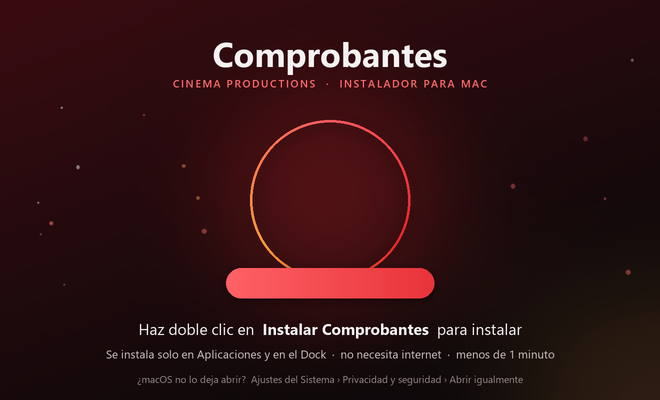 Comprobantes
CINEMA PRODUCTIONS · INSTALADOR PARA MAC
Haz doble clic en Instalar Comprobantes para instalar
Se instala solo en Aplicaciones y en el Dock · no necesita internet · menos de 1 minuto
¿macOS no lo deja abrir? Ajustes del Sistema › Privacidad y seguridad › Abrir igualmente